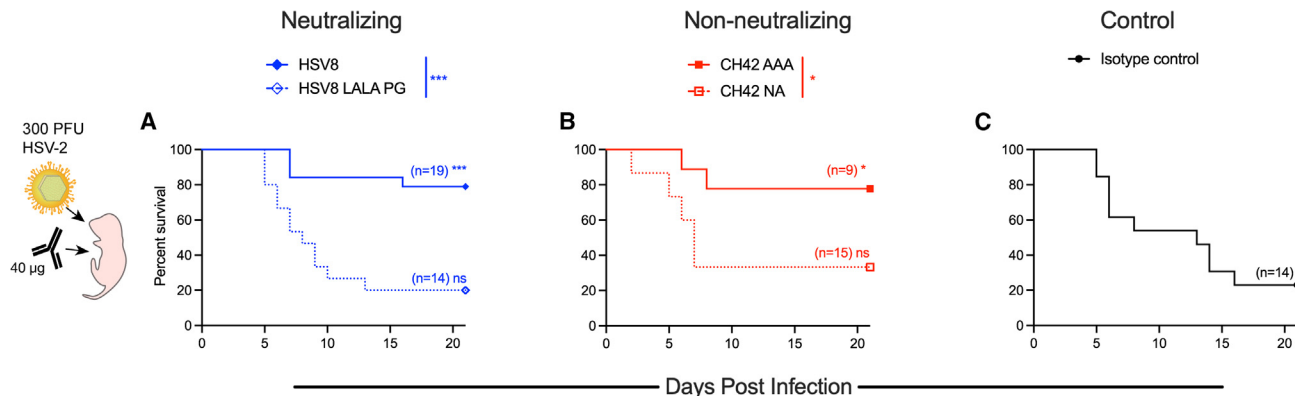 Neutralizing
HSV8
HSV8 LALA PG
***
Non-neutralizing
CH42 AAA
CH42 NA
*
Control
Isotype control
300 PFU
HSV-2
40 µg
A
Percent survival
100
80
60
40
20
0
0 5 10 15 20
(n=19) ***
(n=14) ns
B
100
80
60
40
20
0
0 5 10 15 20
(n=9) *
(n=15) ns
C
100
80
60
40
20
0
0 5 10 15 20
(n=14)
Days Post Infection